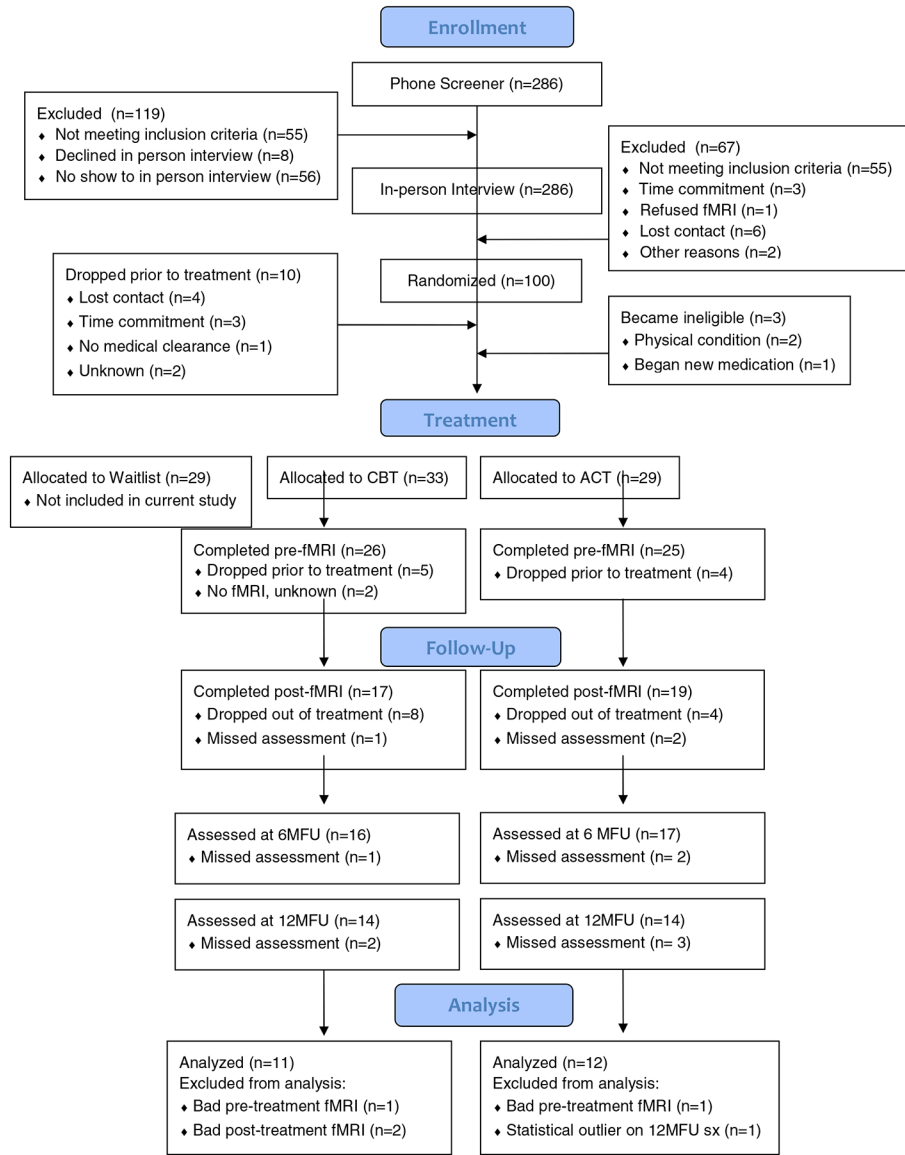 Enrollment
Phone Screener (n=286)
Excluded (n=119)
♦ Not meeting inclusion criteria (n=55)
♦ Declined in person interview (n=8)
♦ No show to in person interview (n=56)
Excluded (n=67)
♦ Not meeting inclusion criteria (n=55)
♦ Time commitment (n=3)
♦ Refused fMRI (n=1)
♦ Lost contact (n=6)
♦ Other reasons (n=2)
In-person Interview (n=286)
Randomized (n=100)
Dropped prior to treatment (n=10)
♦ Lost contact (n=4)
♦ Time commitment (n=3)
♦ No medical clearance (n=1)
♦ Unknown (n=2)
Became ineligible (n=3)
♦ Physical condition (n=2)
♦ Began new medication (n=1)
Treatment
Allocated to Waitlist (n=29)
♦ Not included in current study
Allocated to CBT (n=33)
Allocated to ACT (n=29)
Completed pre-fMRI (n=26)
♦ Dropped prior to treatment (n=5)
♦ No fMRI, unknown (n=2)
Completed pre-fMRI (n=25)
♦ Dropped prior to treatment (n=4)
Follow-Up
Completed post-fMRI (n=17)
♦ Dropped out of treatment (n=8)
♦ Missed assessment (n=1)
Completed post-fMRI (n=19)
♦ Dropped out of treatment (n=4)
♦ Missed assessment (n=2)
Assessed at 6MFU (n=16)
♦ Missed assessment (n=1)
Assessed at 6 MFU (n=17)
♦ Missed assessment (n= 2)
Assessed at 12MFU (n=14)
♦ Missed assessment (n=2)
Assessed at 12MFU (n=14)
♦ Missed assessment (n= 3)
Analysis
Analyzed (n=11)
Excluded from analysis:
♦ Bad pre-treatment fMRI (n=1)
♦ Bad post-treatment fMRI (n=2)
Analyzed (n=12)
Excluded from analysis:
♦ Bad pre-treatment fMRI (n=1)
♦ Statistical outlier on 12MFU sx (n=1)